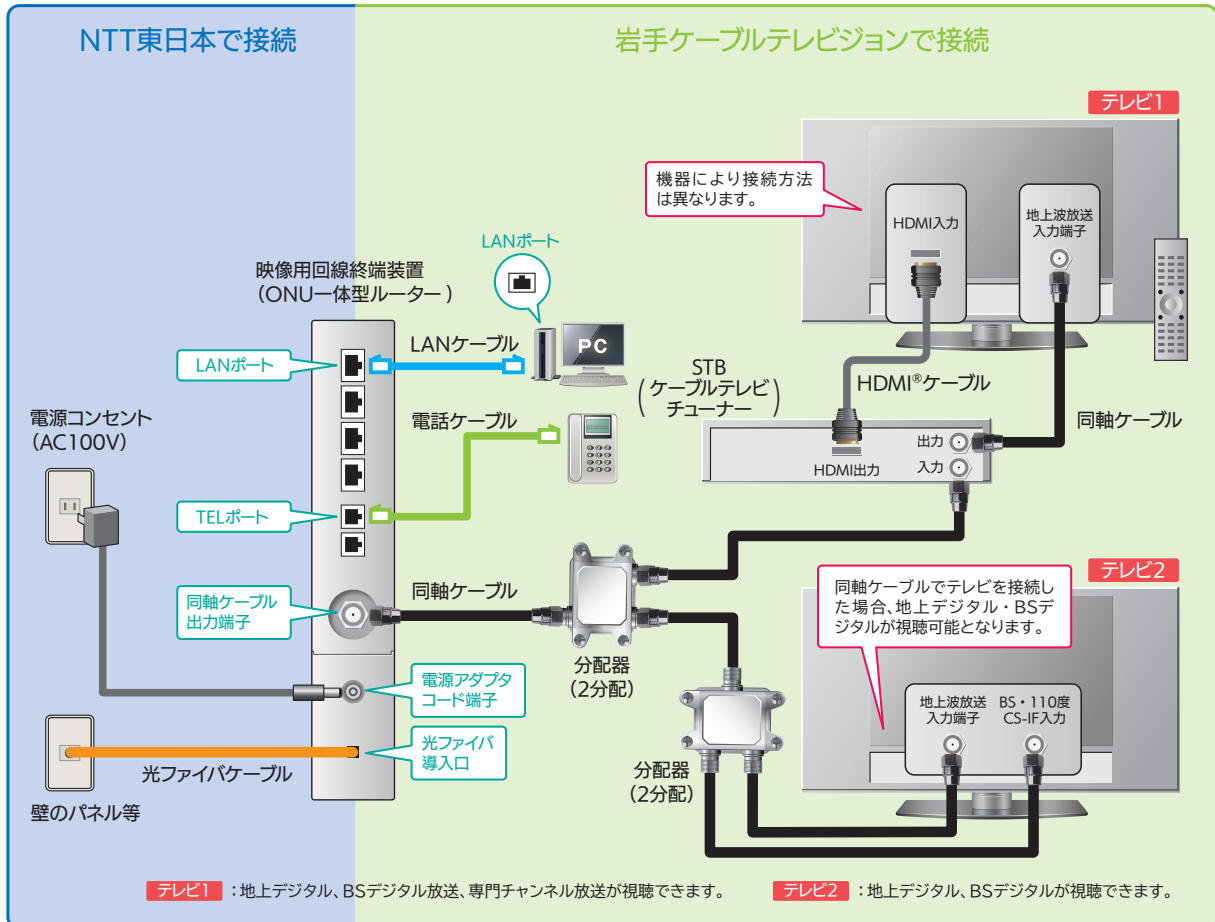 NTT東日本で接続
岩手ケーブルテレビジョンで接続
テレビ1
機器により接続方法
は異なります。
HDMI入力
地上波放送
入力端子
LANポート
映像用回線終端装置
（ONU一体型ルーター）
LANポート
LANケーブル
PC
STB
（ケーブルテレビ
チューナー）
HDMI®ケーブル
同軸ケーブル
電源コンセント
（AC100V）
電話ケーブル
出力
入力
HDMI出力
TELポート
テレビ2
同軸ケーブルでテレビを接続し
た場合、地上デジタル・BSデ
ジタルが視聴可能となります。
同軸ケーブル
出力端子
同軸ケーブル
分配器
（2分配）
電源アダプタ
コード端子
地上波放送
入力端子
BS・110度
CS-IF入力
光ファイバ
導入口
光ファイバケーブル
分配器
（2分配）
壁のパネル等
テレビ1：地上デジタル、BSデジタル放送、専門チャンネル放送が視聴できます。
テレビ2：地上デジタル、BSデジタルが視聴できます。